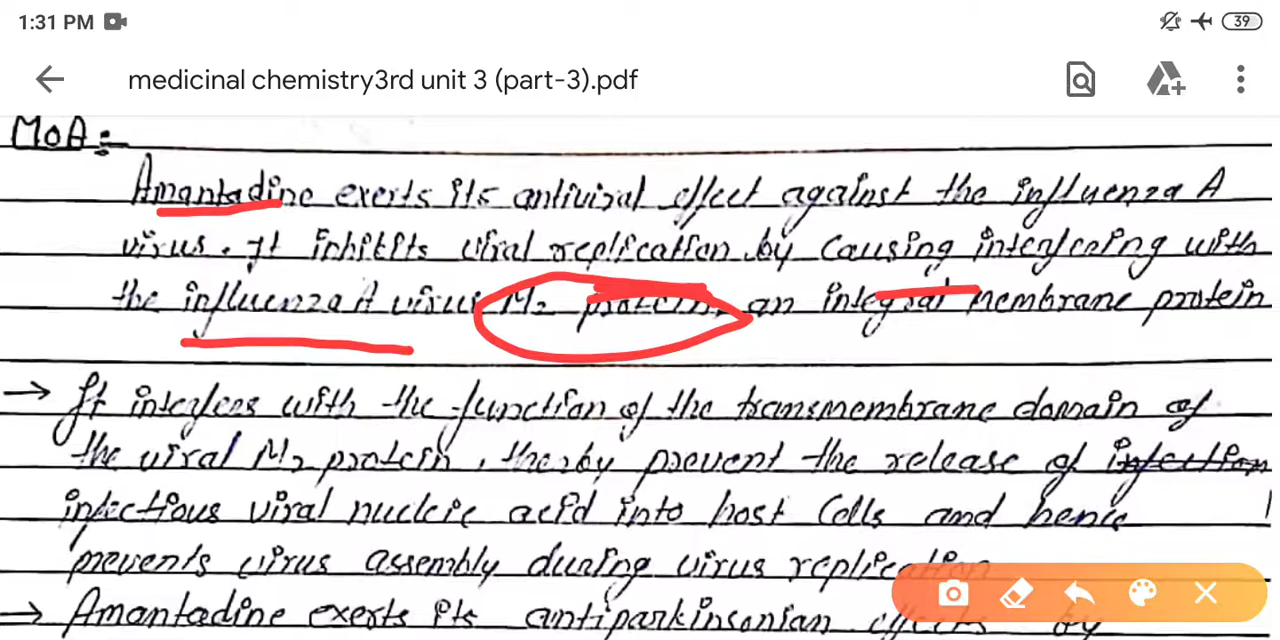 1:31 PM
39
medicinal chemistry3rd unit 3 (part-3).pdf
MOA:-
Amantadine exerts its antiviral effect against the influenza A
virus. It inhibits viral replication by causing interfering with
the influenza A virus M2 protein, an integral membrane protein
→ It interferes with the function of the transmembrane domain of
the viral M2 protein, thereby prevent the release of infection
infectious viral nucleic acid into host cells and hence
prevents virus assembly during virus replication
→ Amantadine exerts its antiparkinsonian effects by